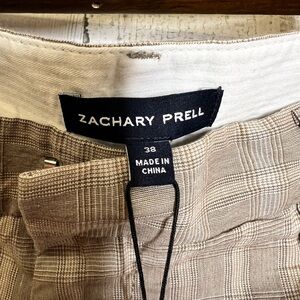 ZACHARY PRELL
38
MADE IN
CHINA